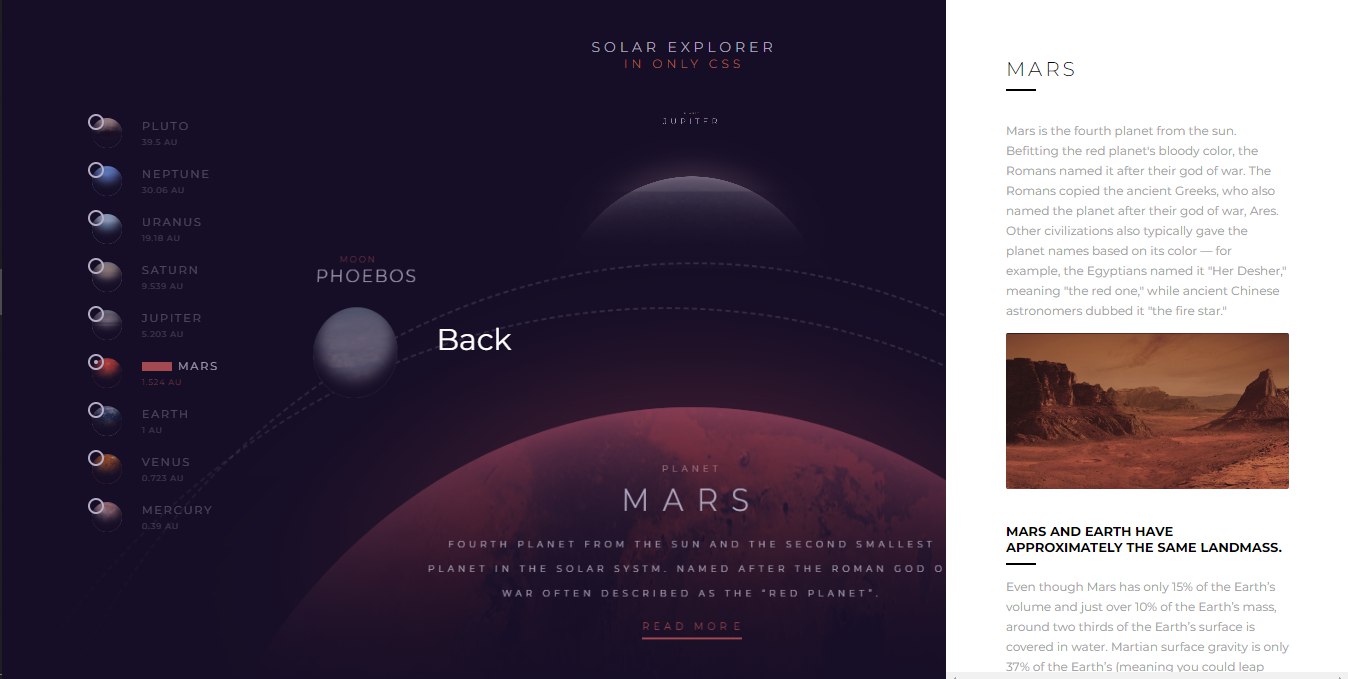 SOLAR EXPLORER
IN ONLY CSS
JUPITER
PLUTO
39.5 AU
NEPTUNE
30.06 AU
URANUS
19.18 AU
SATURN
9.539 AU
JUPITER
5.203 AU
MARS
1.524 AU
EARTH
1 AU
VENUS
0.723 AU
MERCURY
0.39 AU
MOON
PHOEBOS
Back
PLANET
MARS
FOURTH PLANET FROM THE SUN AND THE SECOND SMALLEST
PLANET IN THE SOLAR SYSTM. NAMED AFTER THE ROMAN GOD O
WAR OFTEN DESCRIBED AS THE "RED PLANET".
READ MORE
MARS
Mars is the fourth planet from the sun.
Befitting the red planet's bloody color, the
Romans named it after their god of war. The
Romans copied the ancient Greeks, who also
named the planet after their god of war, Ares.
Other civilizations also typically gave the
planet names based on its color — for
example, the Egyptians named it "Her Desher,"
meaning "the red one," while ancient Chinese
astronomers dubbed it "the fire star."
MARS AND EARTH HAVE
APPROXIMATELY THE SAME LANDMASS.
Even though Mars has only 15% of the Earth's
volume and just over 10% of the Earth's mass,
around two thirds of the Earth's surface is
covered in water. Martian surface gravity is only
37% of the Earth's (meaning you could leap